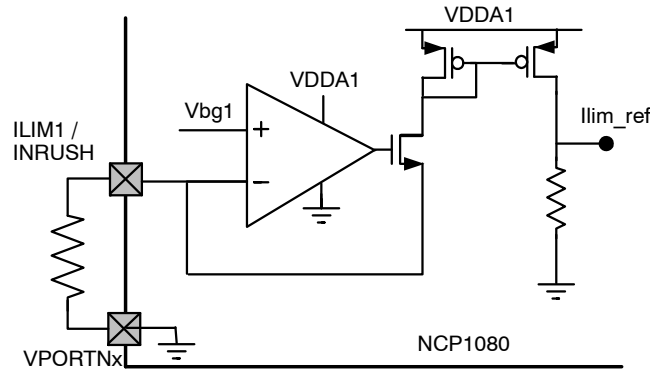 VDDA1
VDDA1
Vbg1
+
ILIM1 /
INRUSH
Ilim_ref
−
VPORTNx
NCP1080